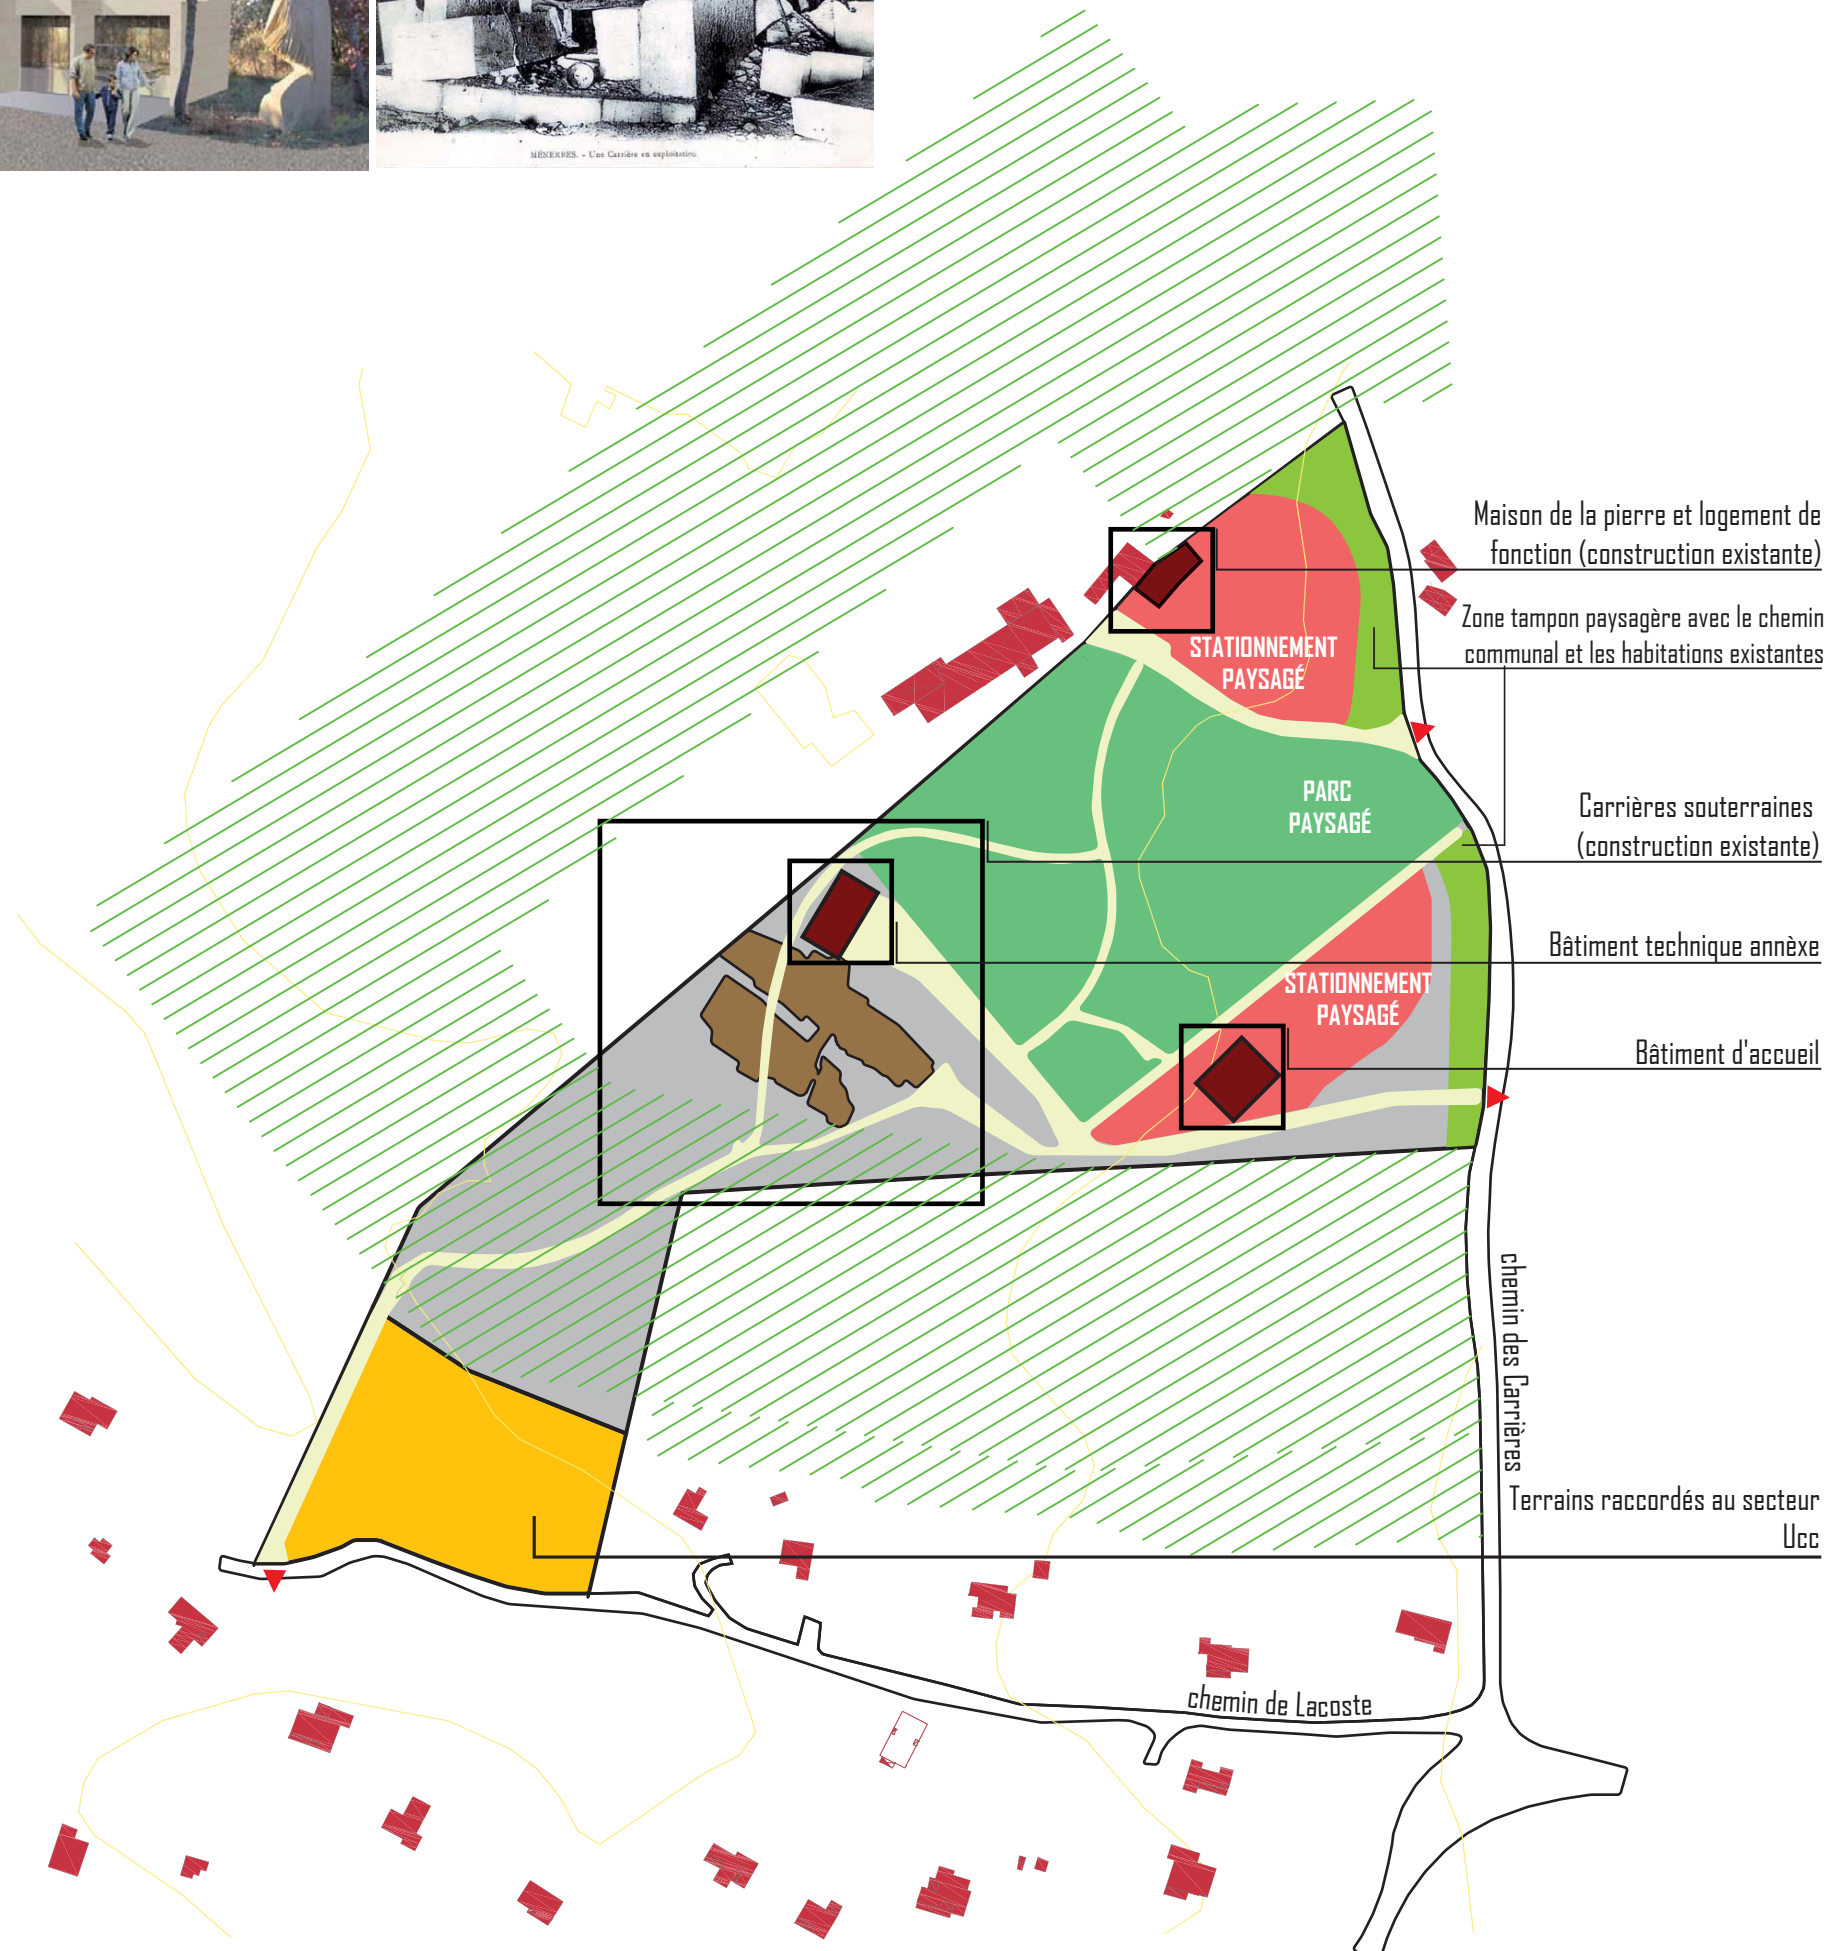 MÉNERBES. - Une Carrière en exploitation
Maison de la pierre et logement de
fonction (construction existante)
Zone tampon paysagère avec le chemin
communal et les habitations existantes
STATIONNEMENT
PAYSAGÉ
PARC
PAYSAGÉ
Carrières souterraines
(construction existante)
Bâtiment technique annèxe
STATIONNEMENT
PAYSAGÉ
Bâtiment d'accueil
chemin des Carrières
Terrains raccordés au secteur
Ucc
chemin de Lacoste